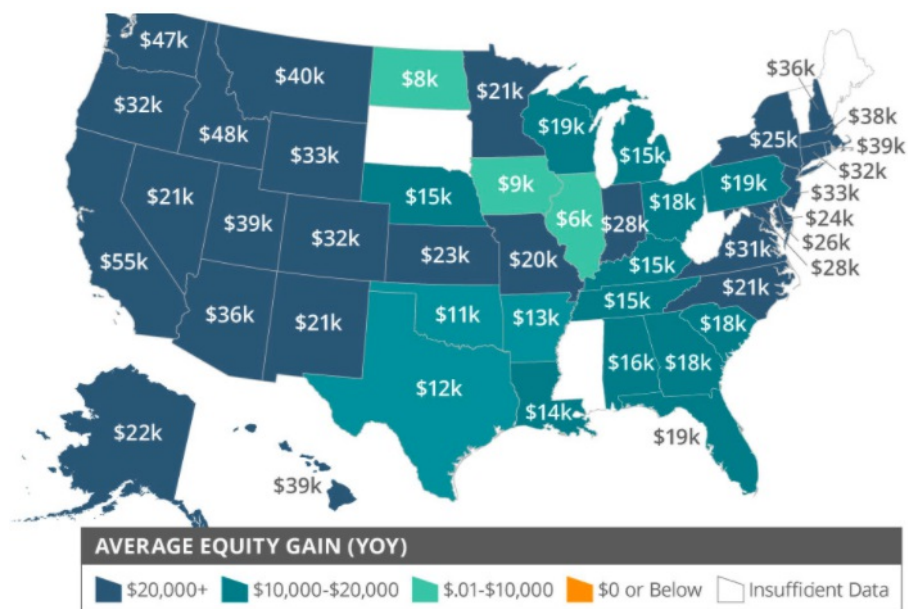 $47k
$40k
$8k
$21k
$36k
$32k
$48k
$33k
$19k
$15k
$25k
$38k
$39k
$32k
$21k
$39k
$32k
$15k
$9k
$6k
$28k
$18k
$19k
$33k
$24k
$26k
$28k
$55k
$23k
$20k
$15k
$31k
$36k
$21k
$11k
$13k
$15k
$21k
$18k
$12k
$14k
$16k
$18k
$19k
$22k
$39k
AVERAGE EQUITY GAIN (YOY)
$20,000+ $10,000-$20,000 $.01-$10,000 $0 or Below Insufficient Data